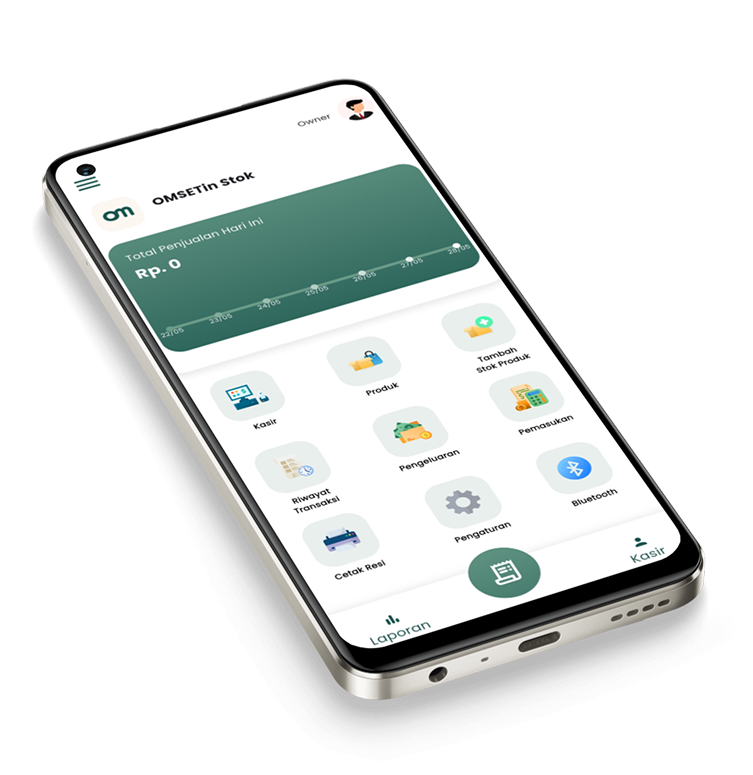 Owner
om
OMSETin Stok
Total Penjualan Hari Ini
Rp. 0
22/05
23/05
24/05
25/05
26/05
27/05
28/05
Kasir
Produk
Tambah
Stok Produk
Riwayat
Transaksi
Pengeluaran
Pemasukan
Cetak Resi
Pengaturan
Bluetooth
Laporan
Kasir